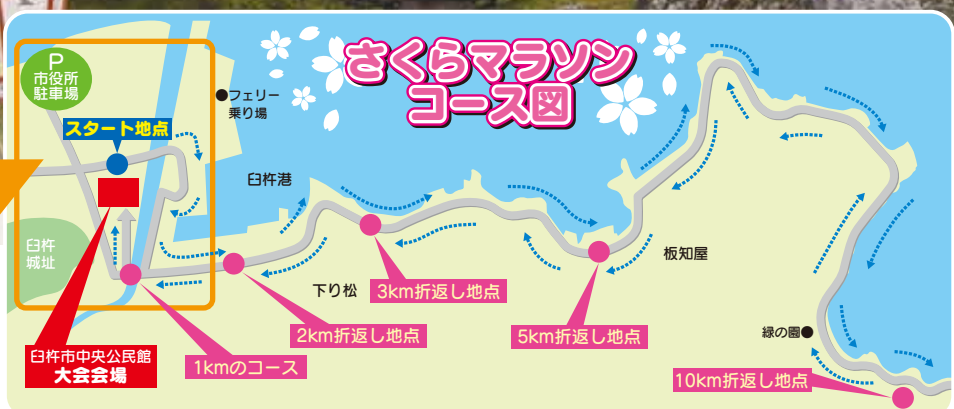 さくらマラソン
コース図
P
市役所
駐車場
●フェリー
乗り場
スタート地点
臼杵港
臼杵
城址
下り松
3km折返し地点
板知屋
2km折返し地点
5km折返し地点
緑の園●
臼杵市中央公民館
大会会場
1kmのコース
10km折返し地点